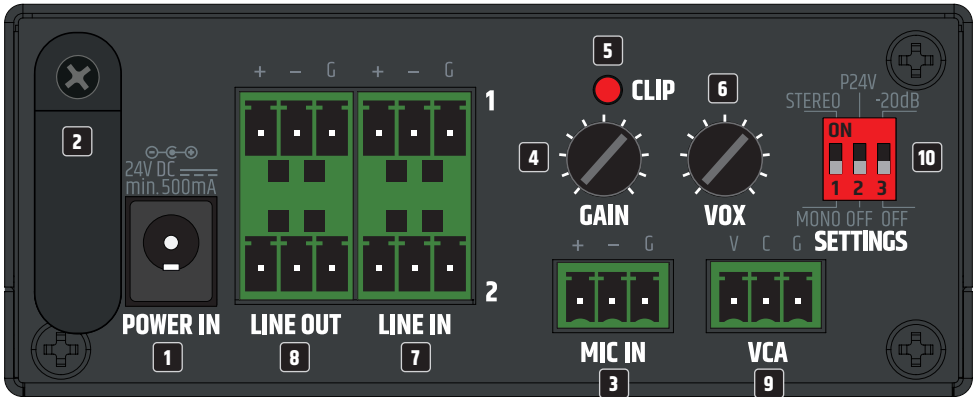 5
CLIP
6
P24V
STEREO -20dB
+ – G + – G
1
ON
1 2 3
10
2
4
24V DC
min.500mA
GAIN
VOX
MONO OFF OFF
SETTINGS
+ – G
V C G
2
POWER IN
LINE OUT
LINE IN
MIC IN
VCA
1
8
7
3
9